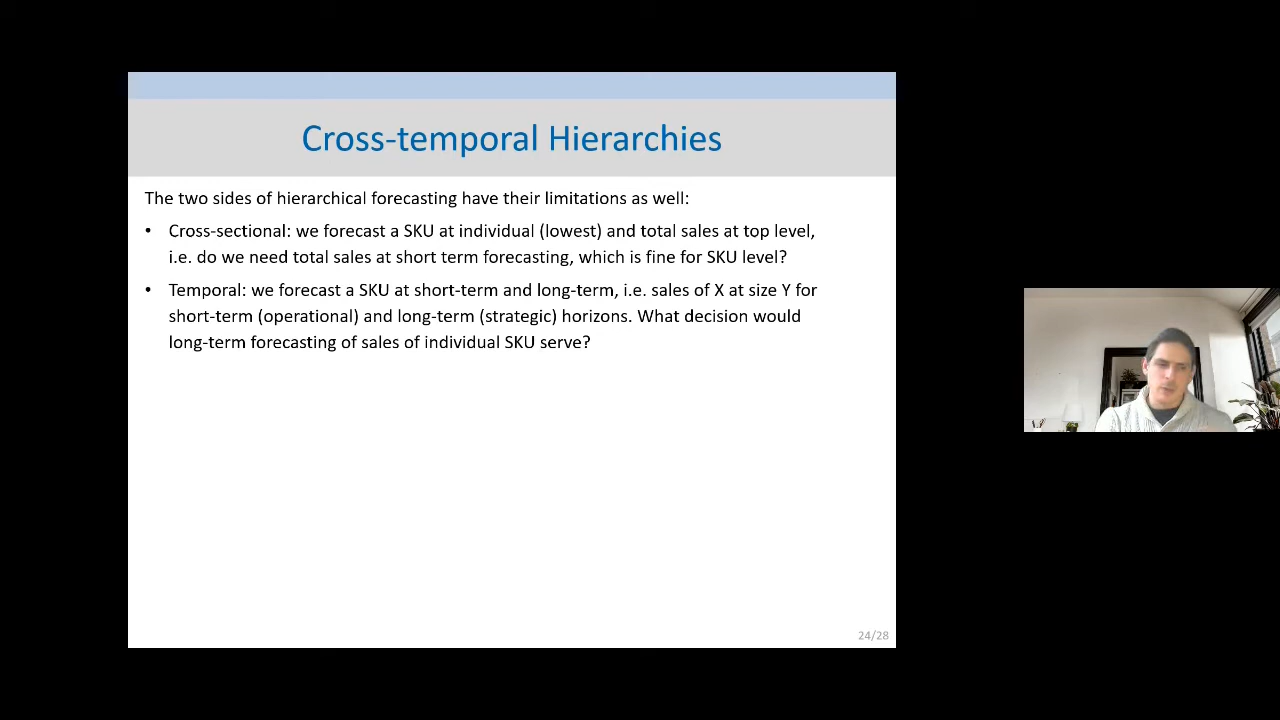 Cross-temporal Hierarchies
The two sides of hierarchical forecasting have their limitations as well:
• Cross-sectional: we forecast a SKU at individual (lowest) and total sales at top level,
i.e. do we need total sales at short term forecasting, which is fine for SKU level?
• Temporal: we forecast a SKU at short-term and long-term, i.e. sales of X at size Y for
short-term (operational) and long-term (strategic) horizons. What decision would
long-term forecasting of sales of individual SKU serve?
24/28